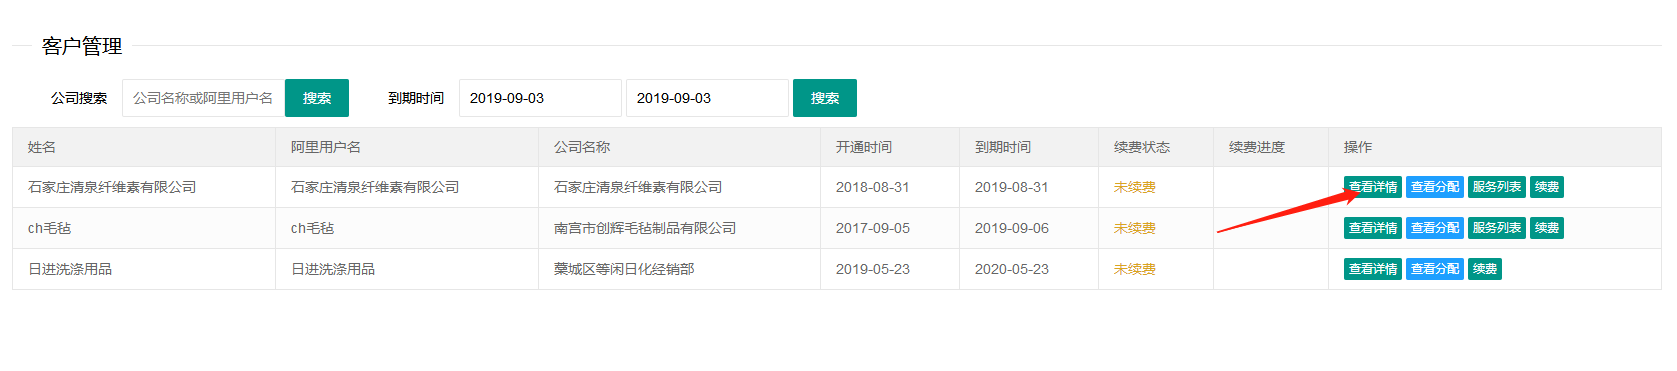 客户管理
公司搜索 公司名称或阿里用户名 搜索 到期时间 2019-09-03 2019-09-03 搜索
姓名 阿里用户名 公司名称 开通时间 到期时间 续费状态 续费进度 操作
石家庄清泉纤维素有限公司 石家庄清泉纤维素有限公司 石家庄清泉纤维素有限公司 2018-08-31 2019-08-31 未续费 查看详情 查看分配 服务列表 续费
ch毛毡 ch毛毡 南宫市创辉毛毡制品有限公司 2017-09-05 2019-09-06 未续费 查看详情 查看分配 服务列表 续费
日进洗涤用品 日进洗涤用品 藁城区等闲日化经销部 2019-05-23 2020-05-23 未续费 查看详情 查看分配 续费